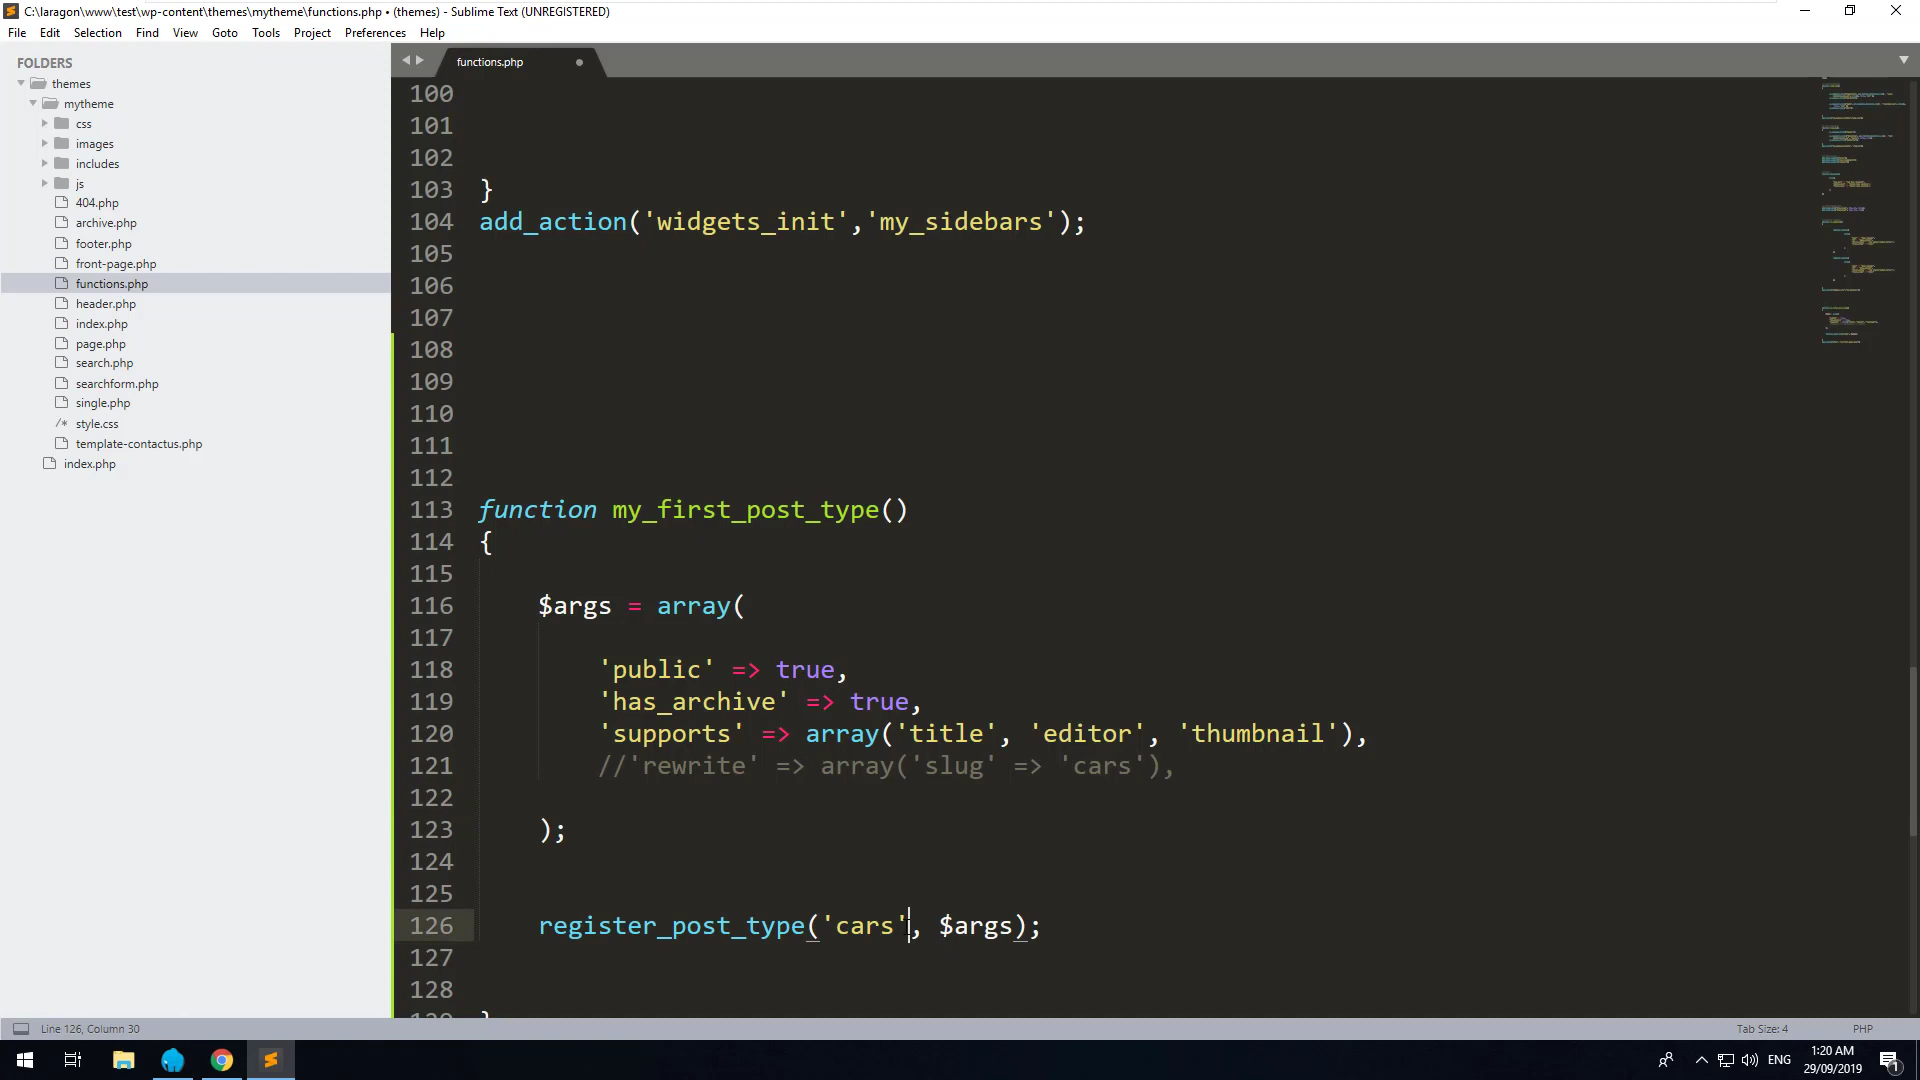 C:\laragon\www\test\wp-content\themes\mytheme\functions.php • (themes) - Sublime Text (UNREGISTERED)
File Edit Selection Find View Goto Tools Project Preferences Help
FOLDERS
themes
mytheme
css
images
includes
js
404.php
archive.php
footer.php
front-page.php
functions.php
header.php
index.php
page.php
search.php
searchform.php
single.php
/* style.css
template-contactus.php
index.php
functions.php
100
101
102
103 }
104 add_action('widgets_init','my_sidebars');
105
106
107
108
109
110
111
112
113 function my_first_post_type()
114 {
115
116 $args = array(
117
118 'public' => true,
119 'has_archive' => true,
120 'supports' => array('title', 'editor', 'thumbnail'),
121 //'rewrite' => array('slug' => 'cars'),
122
123 );
124
125
126 register_post_type('cars', $args);
127
128
Line 126, Column 30
Tab Size: 4 PHP
ENG
1:20 AM
29/09/2019
1